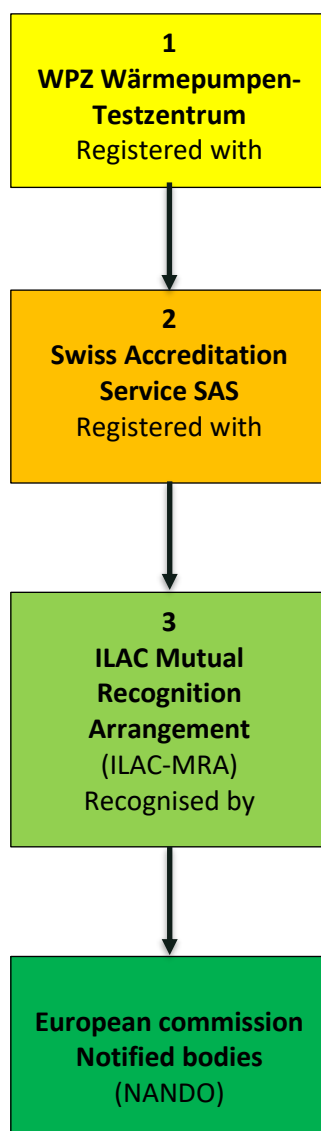 1
WPZ Wärmepumpen-
Testzentrum
Registered with
2
Swiss Accreditation
Service SAS
Registered with
3
ILAC Mutual
Recognition
Arrangement
(ILAC-MRA)
Recognised by
European commission
Notified bodies
(NANDO)